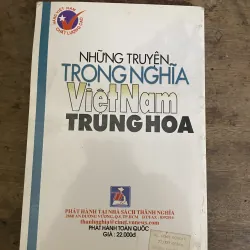 NHỮNG TRUYỆN
TRỌNG NGHĨA
Việt Nam
TRUNG HOA
PHÁT HÀNH TẠI NHÀ SÁCH THÀNH NGHĨA
PHÁT HÀNH TOÀN QUỐC
GIÁ : 22.000đ